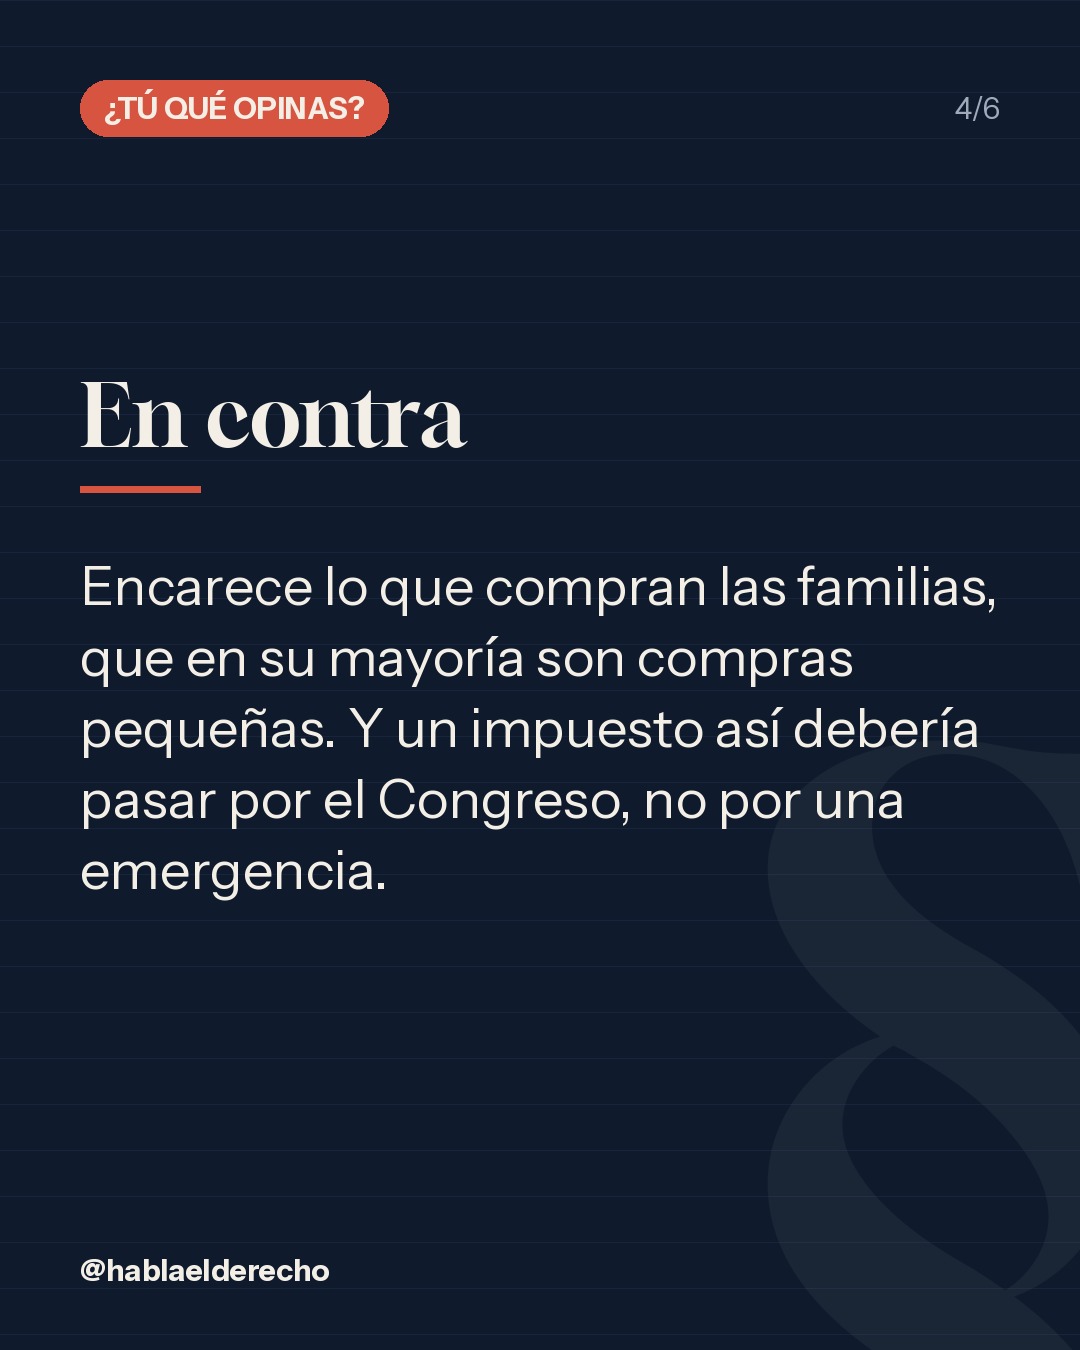 ¿TÚ QUÉ OPINAS?
4/6
En contra
Encarece lo que compran las familias,
que en su mayoría son compras
pequeñas. Y un impuesto así debería
pasar por el Congreso, no por una
emergencia.
@hablaelderecho